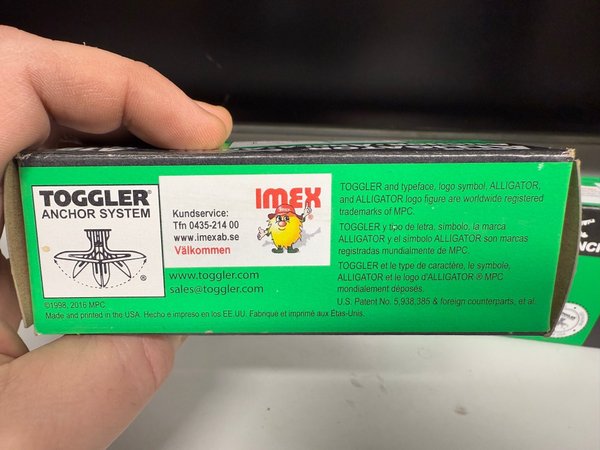 TOGGLER®
ANCHOR SYSTEM
®
©1998, 2016 MPC.
Made and printed in the USA. Hecho e impreso en los EE.UU. Fabriqué et imprimé aux États-Unis.
Kundservice:
Tfn 0435-214 00
www.imexab.se
Välkommen
IMEX
www.toggler.com
sales@toggler.com
TOGGLER and typeface, logo symbol, ALLIGATOR,
and ALLIGATOR logo figure are worldwide registered
trademarks of MPC.
TOGGLER y tipo de letra, símbolo, la marca
ALLIGATOR y el símbolo ALLIGATOR son marcas
registradas mundialmente de MPC.
TOGGLER et le type de caractère, le symbole,
ALLIGATOR et le logo d'ALLIGATOR ® MPC
mondialement déposés.
U.S. Patent No. 5,938,385 & foreign counterparts, et al.